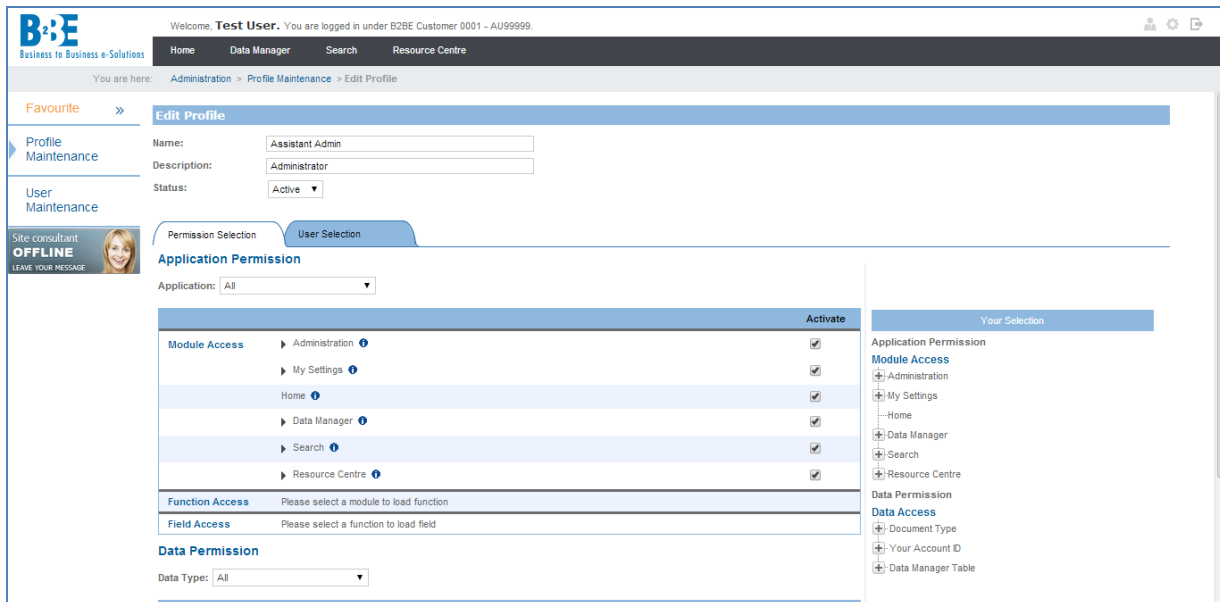 B2BE
Business to Business e-Solutions
Welcome, Test User. You are logged in under B2BE Customer 0001 - AU99999.
Home Data Manager Search Resource Centre
You are here: Administration > Profile Maintenance > Edit Profile
Favourite »
Profile
Maintenance
User
Maintenance
Site consultant
OFFLINE
LEAVE YOUR MESSAGE
Edit Profile
Name: Assistant Admin
Description: Administrator
Status: Active
Permission Selection User Selection
Application Permission
Application: All
Activate
Module Access Administration
My Settings
Home
Data Manager
Search
Resource Centre
Function Access Please select a module to load function
Field Access Please select a function to load field
Data Permission
Data Type: All
Your Selection
Application Permission
Module Access
Administration
My Settings
Home
Data Manager
Search
Resource Centre
Data Permission
Data Access
Document Type
Your Account ID
Data Manager Table